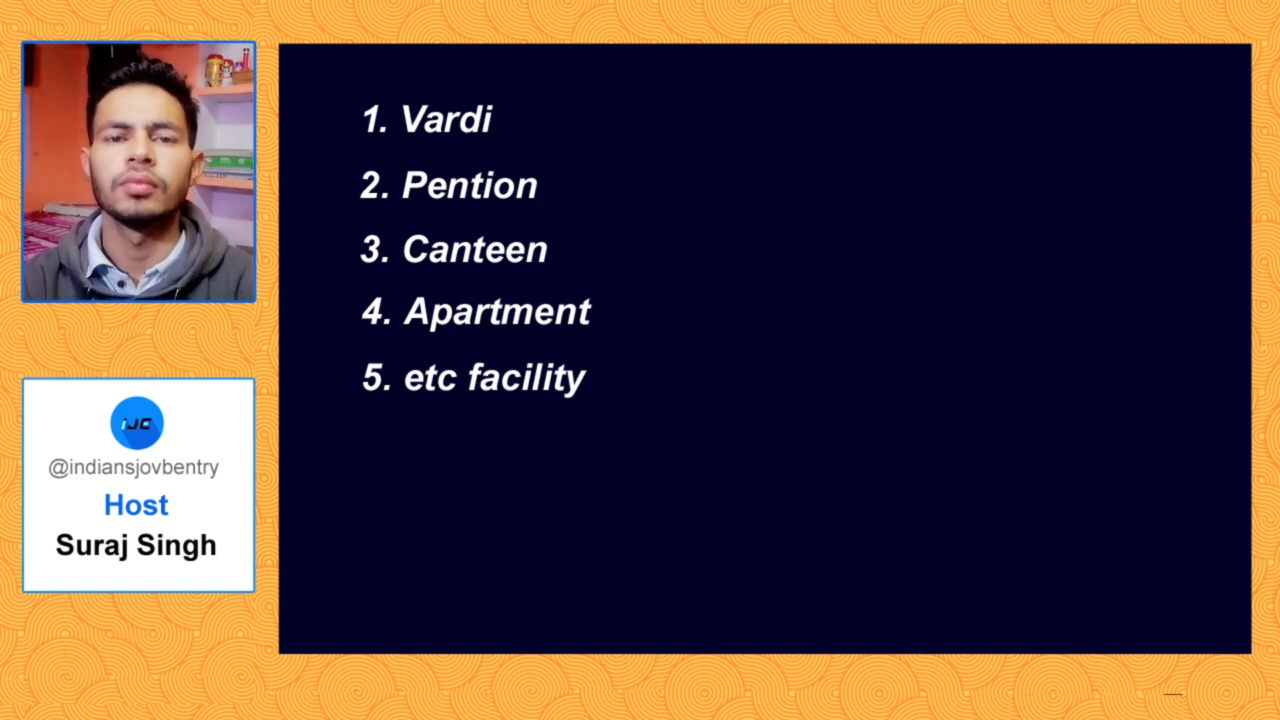 1. Vardi
2. Pention
3. Canteen
4. Apartment
5. etc facility
iJC
@indiansjovbentry
Host
Suraj Singh